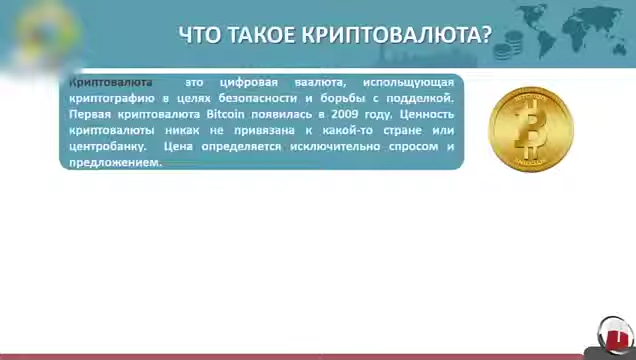 ЧТО ТАКОЕ КРИПТОВАЛЮТА?
Криптовалюта это цифровая ваалюта, испольщующая
криптографию в целях безопасности и борьбы с подделкой.
Первая криптовалюта Bitcoin появилась в 2009 году. Ценность
криптовалюты никак не привязана к какой-то стране или
центробанку. Цена определяется исключительно спросом и
предложением.